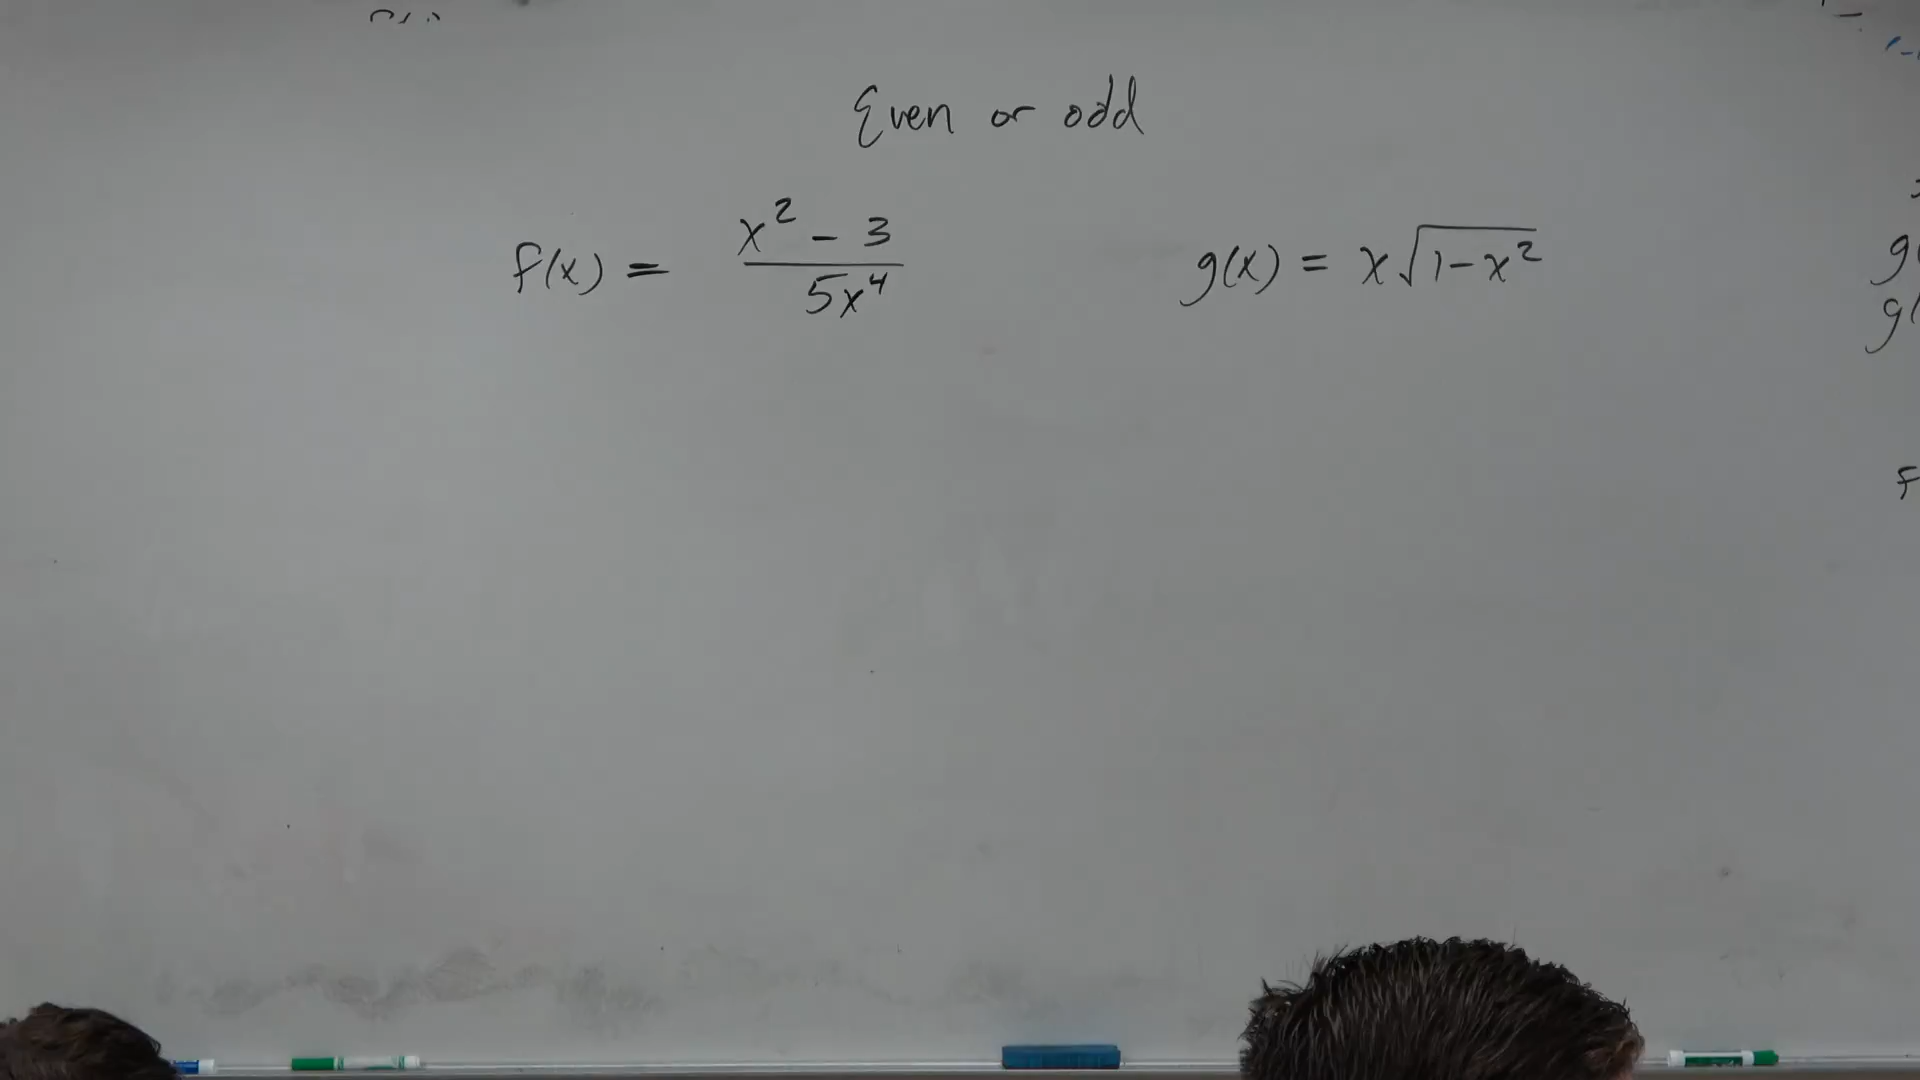 Even or odd
f(x) = x² - 3 / 5x⁴
g(x) = x√(1-x²)
g(
g(
f